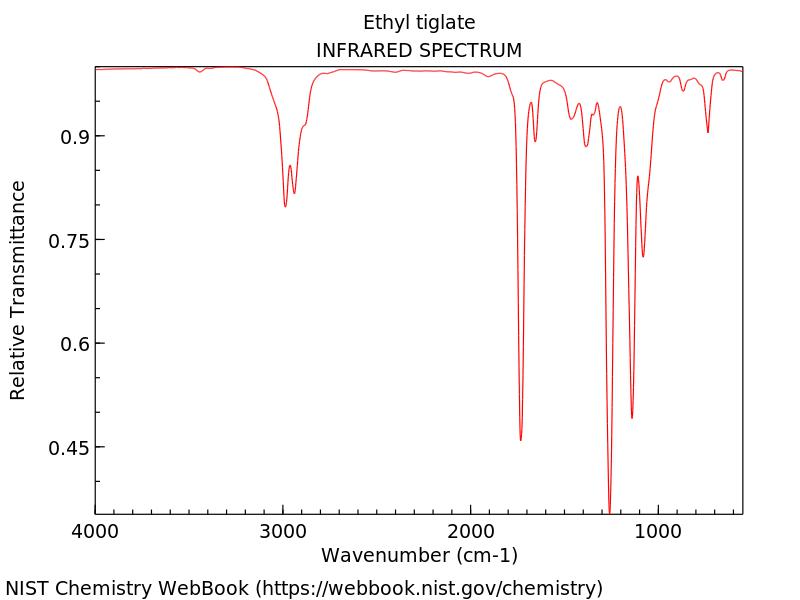 Ethyl tiglate
INFRARED SPECTRUM
0.9
0.75
0.6
0.45
Relative Transmittance
4000
3000
2000
1000
Wavenumber (cm-1)
NIST Chemistry WebBook (https://webbook.nist.gov/chemistry)